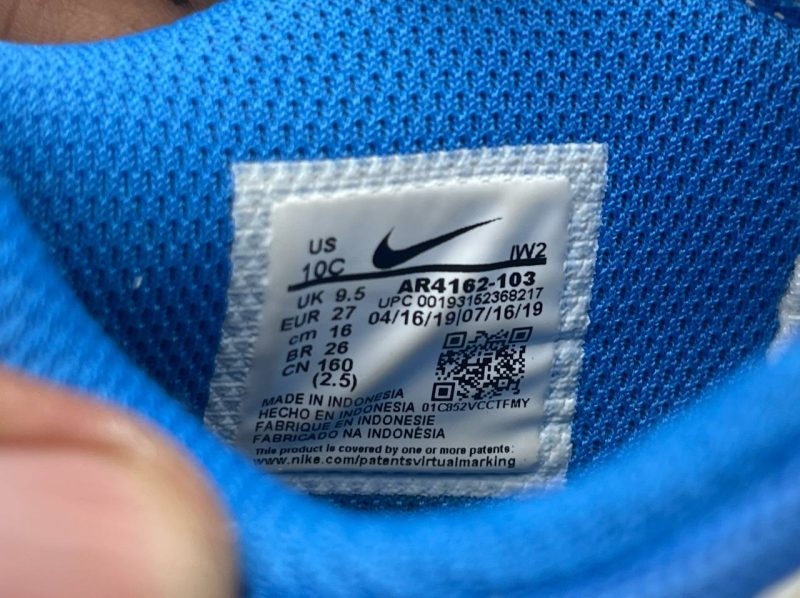 US
10C
IW2
UK 9.5
EUR 27
cm 16
BR 26
CN 160
(2.5)
AR4162-103
UPC 00193152368217
04/16/19|07/16/19
01C852VCCTFMY
MADE IN INDONESIA
HECHO EN INDONESIA
FABRIQUE EN INDONESIE
FABRICADO NA INDONÉSIA
This product is covered by one or more patents:
www.nike.com/patentsvirtualmarking